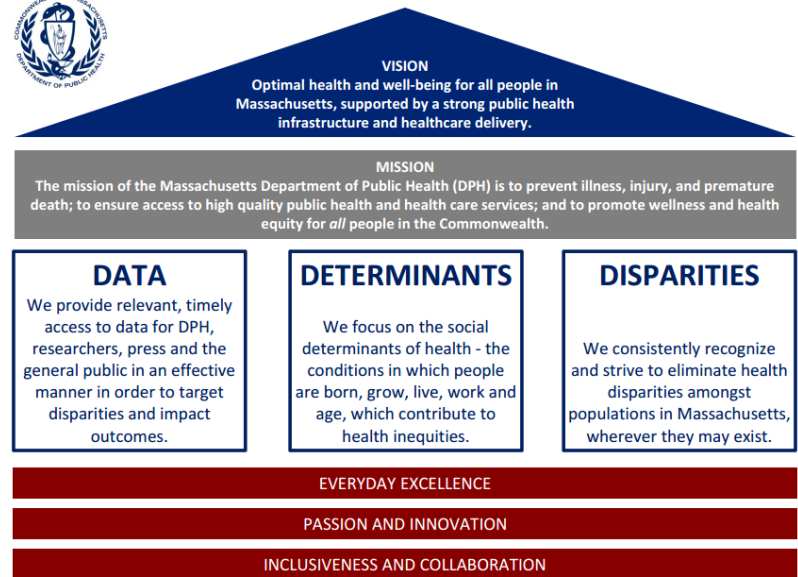 COMMONWEALTH OF MASSACHUSETTS
DEPARTMENT OF PUBLIC HEALTH
VISION
Optimal health and well-being for all people in
Massachusetts, supported by a strong public health
infrastructure and healthcare delivery.
MISSION
The mission of the Massachusetts Department of Public Health (DPH) is to prevent illness, injury, and premature
death; to ensure access to high quality public health and health care services; and to promote wellness and health
equity for all people in the Commonwealth.
DATA
We provide relevant, timely
access to data for DPH,
researchers, press and the
general public in an effective
manner in order to target
disparities and impact
outcomes.
DETERMINANTS
We focus on the social
determinants of health - the
conditions in which people
are born, grow, live, work and
age, which contribute to
health inequities.
DISPARITIES
We consistently recognize
and strive to eliminate health
disparities amongst
populations in Massachusetts,
wherever they may exist.
EVERYDAY EXCELLENCE
PASSION AND INNOVATION
INCLUSIVENESS AND COLLABORATION